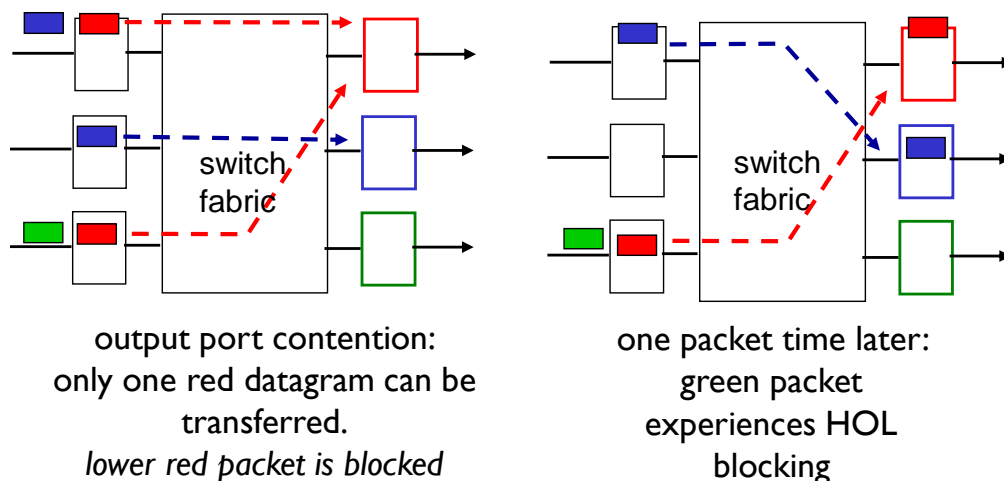 switch
fabric
output port contention:
only one red datagram can be
transferred.
lower red packet is blocked
switch
fabric
one packet time later:
green packet
experiences HOL
blocking